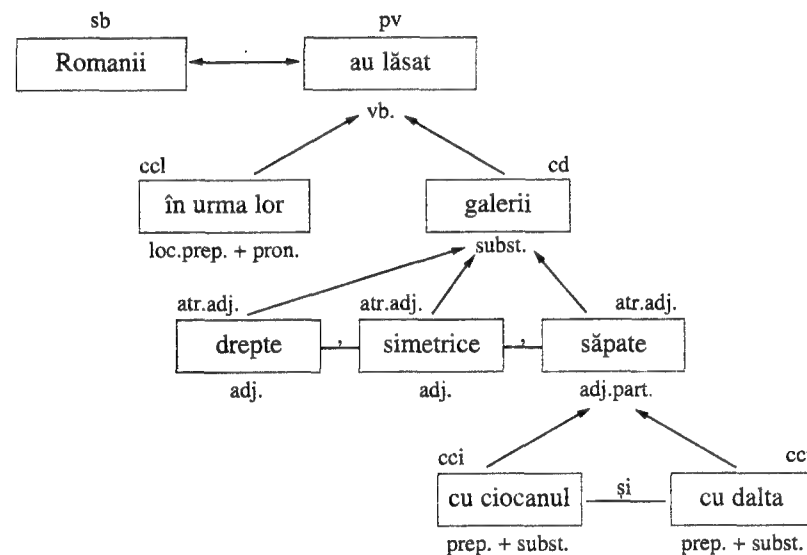 sb pv
Romanii au lăsat
vb.
ccl cd
în urma lor galerii
loc.prep. + pron. subst.
atr.adj. atr.adj. atr.adj.
drepte , simetrice , săpate
adj. adj. adj.part.
cci cc
cu ciocanul și cu dalta
prep. + subst. prep. + subst.